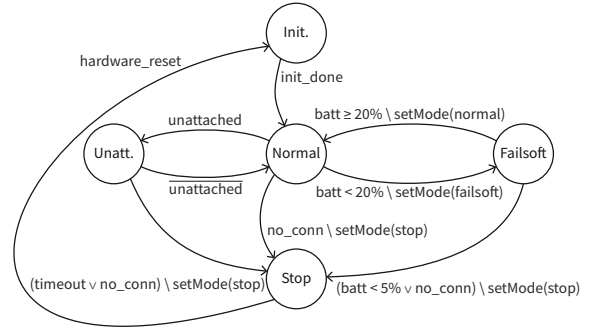 Init.
hardware_reset
init_done
unattached
batt ≥ 20% \ setMode(normal)
Unatt.
Normal
Failsoft
unattached
batt < 20% \ setMode(failsoft)
no_conn \ setMode(stop)
Stop
(timeout ∨ no_conn) \ setMode(stop)
(batt < 5% ∨ no_conn) \ setMode(stop)